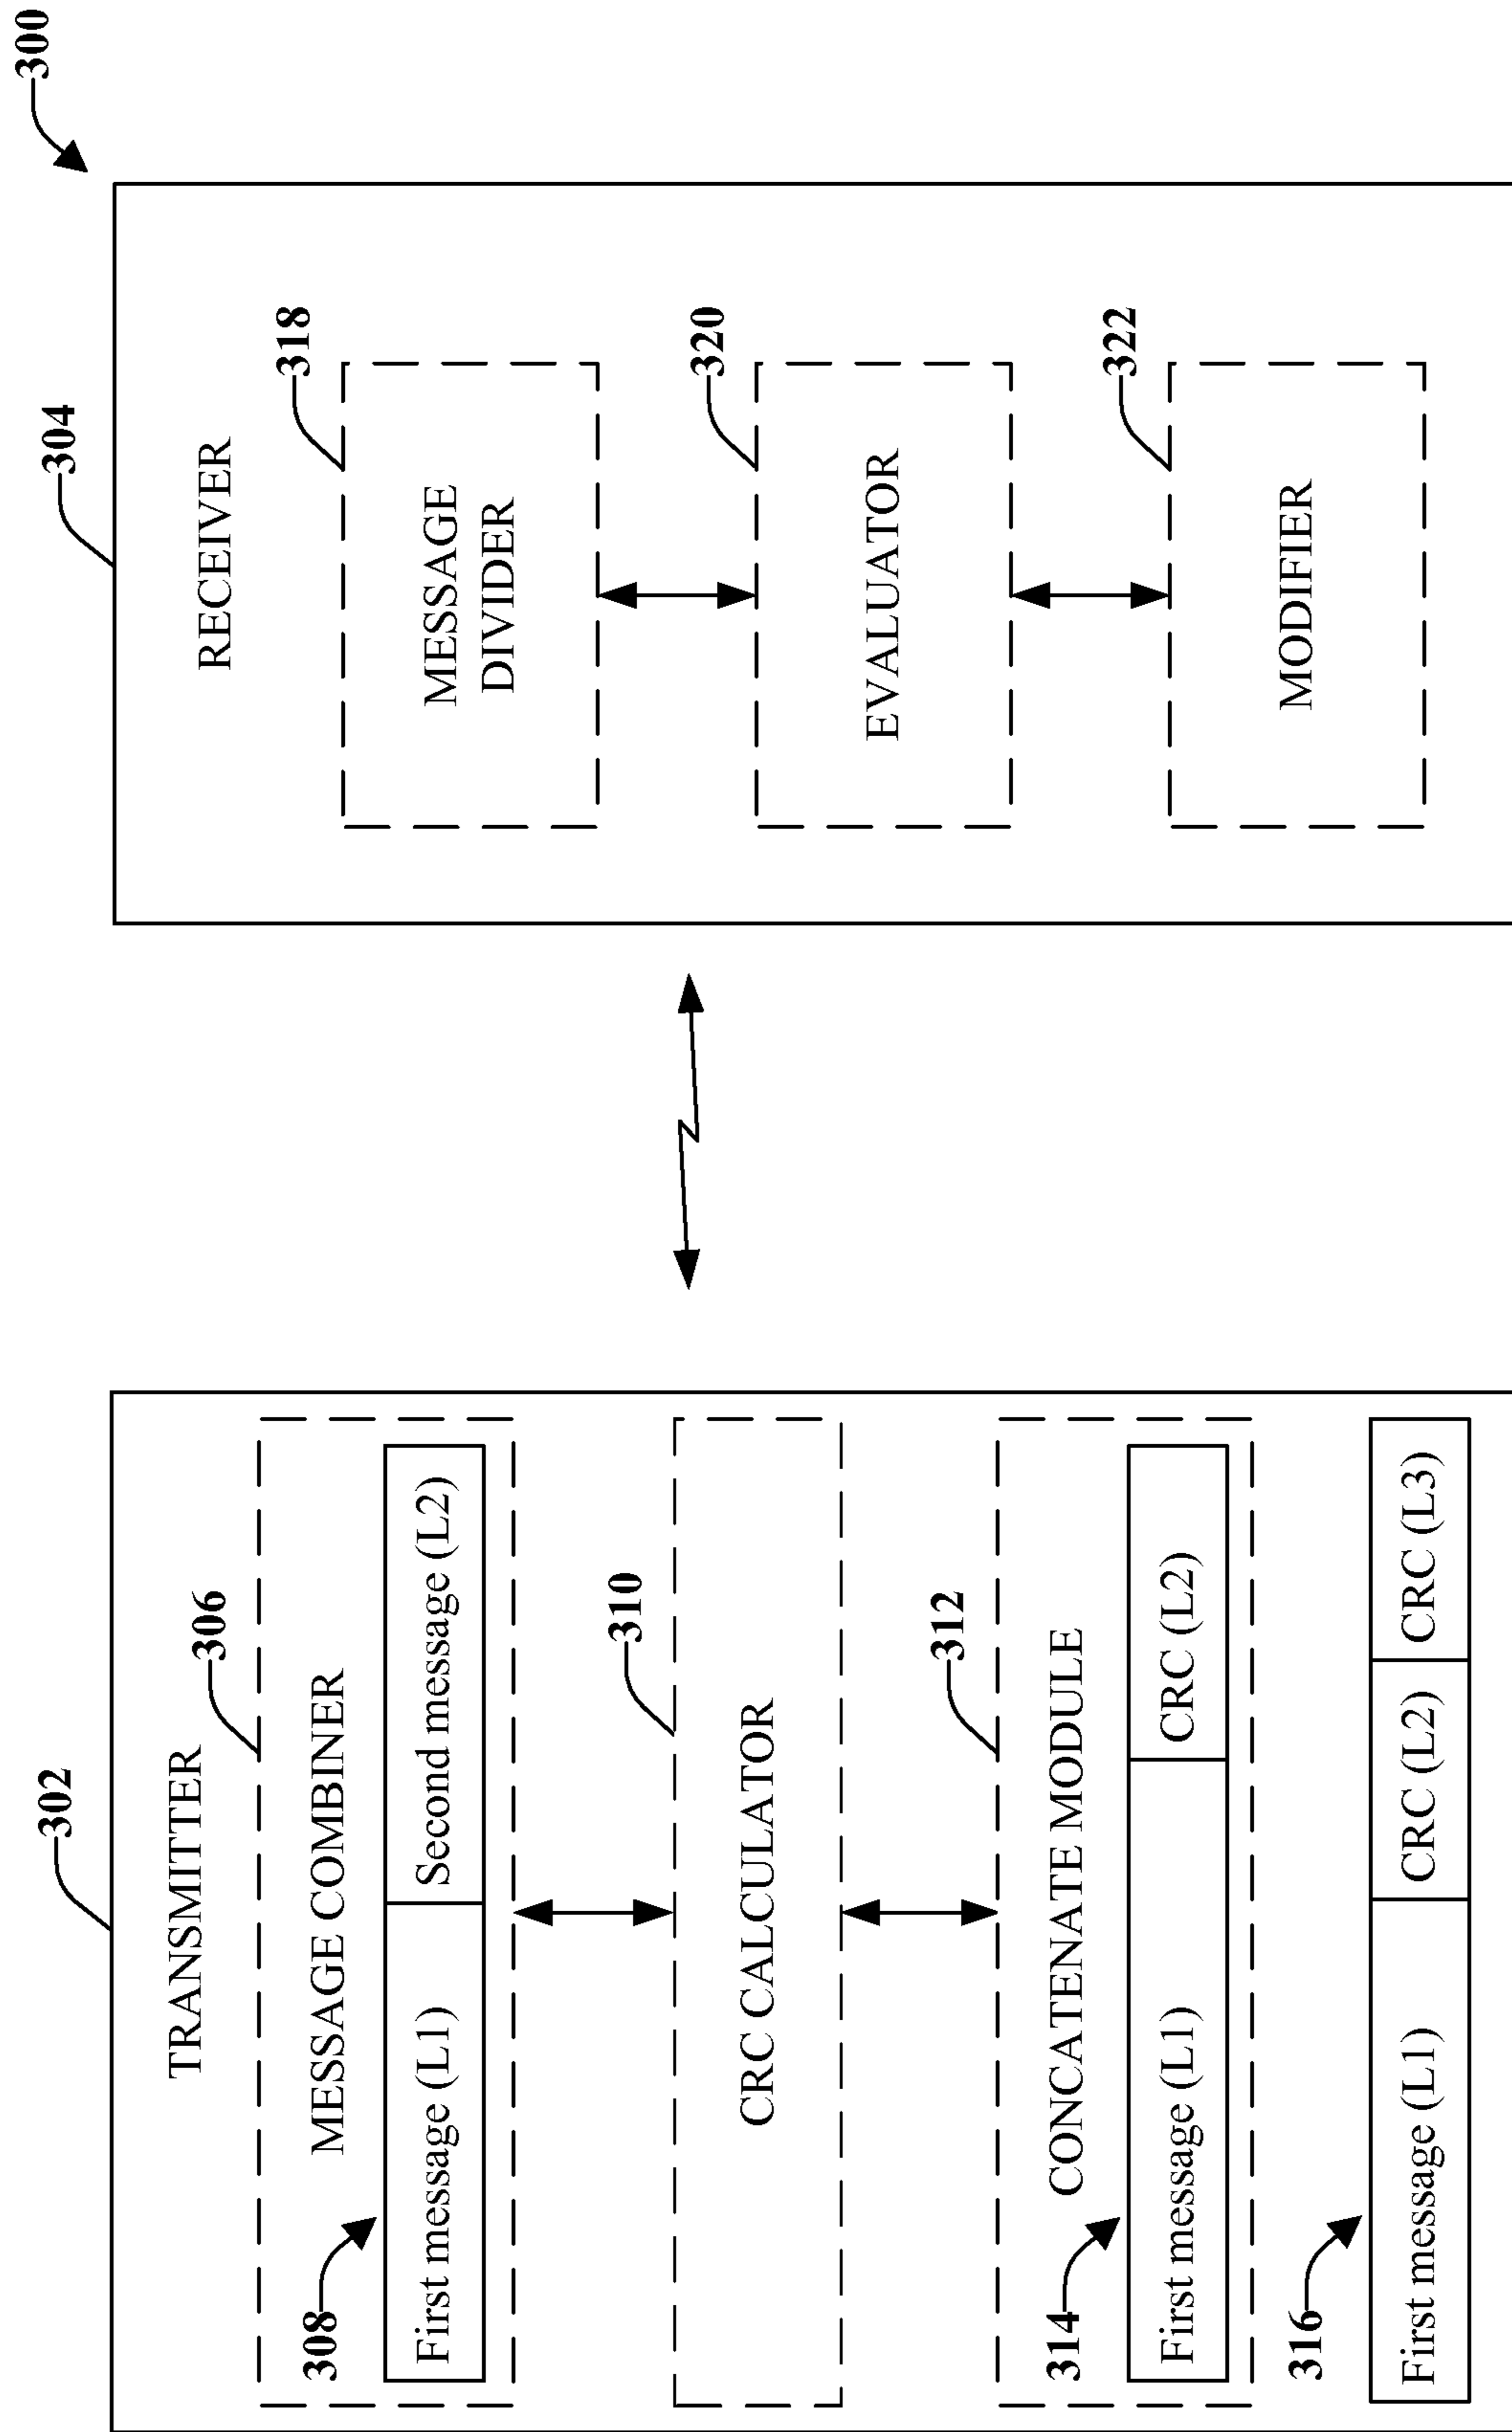 300
302
TRANSMITTER
306
MESSAGE COMBINER
308
First message (L1) Second message (L2)
310
CRC CALCULATOR
312
CONCATENATE MODULE
314
First message (L1) CRC (L2)
316
First message (L1) CRC (L2) CRC (L3)
304
RECEIVER
318
MESSAGE
DIVIDER
320
EVALUATOR
322
MODIFIER